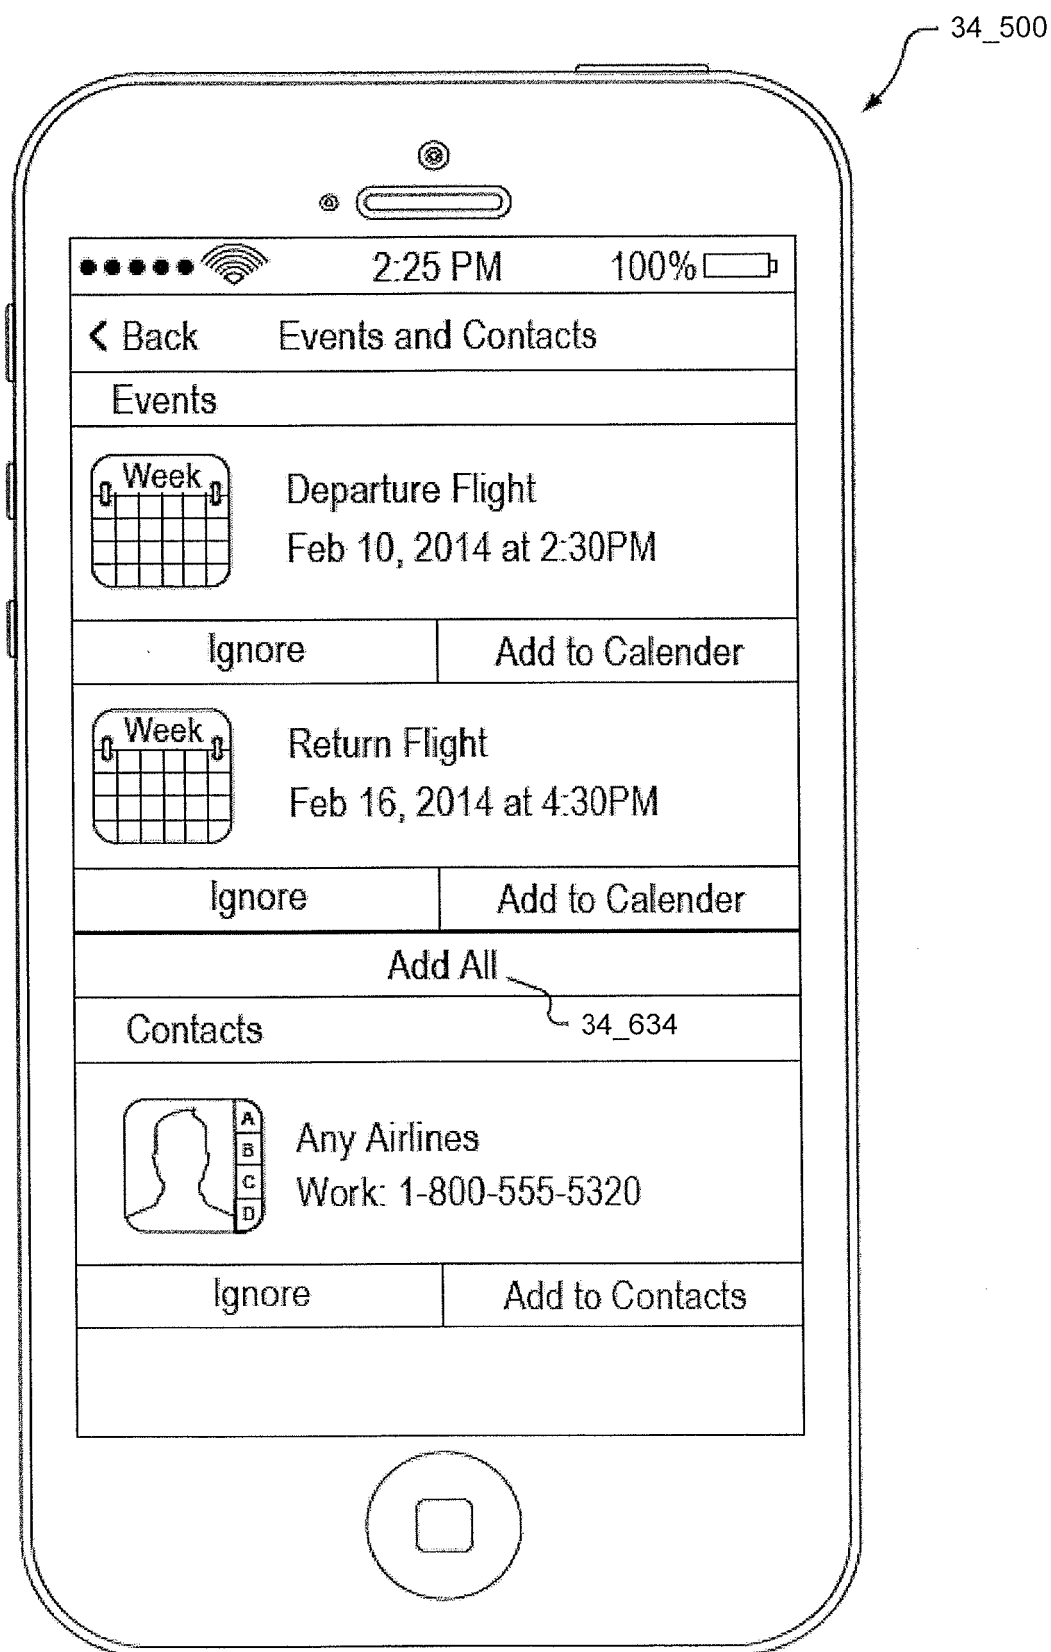 34_500
2:25 PM 100%
< Back Events and Contacts
Events
Week
Departure Flight
Feb 10, 2014 at 2:30PM
Ignore Add to Calender
Week
Return Flight
Feb 16, 2014 at 4:30PM
Ignore Add to Calender
Add All
34_634
Contacts
A
B
C
D
Any Airlines
Work: 1-800-555-5320
Ignore Add to Contacts